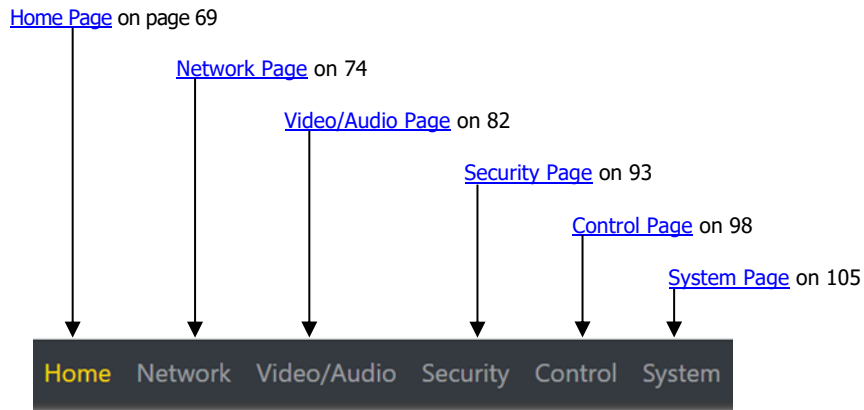 Home Page on page 69
Network Page on 74
Video/Audio Page on 82
Security Page on 93
Control Page on 98
System Page on 105
Home Network Video/Audio Security Control System